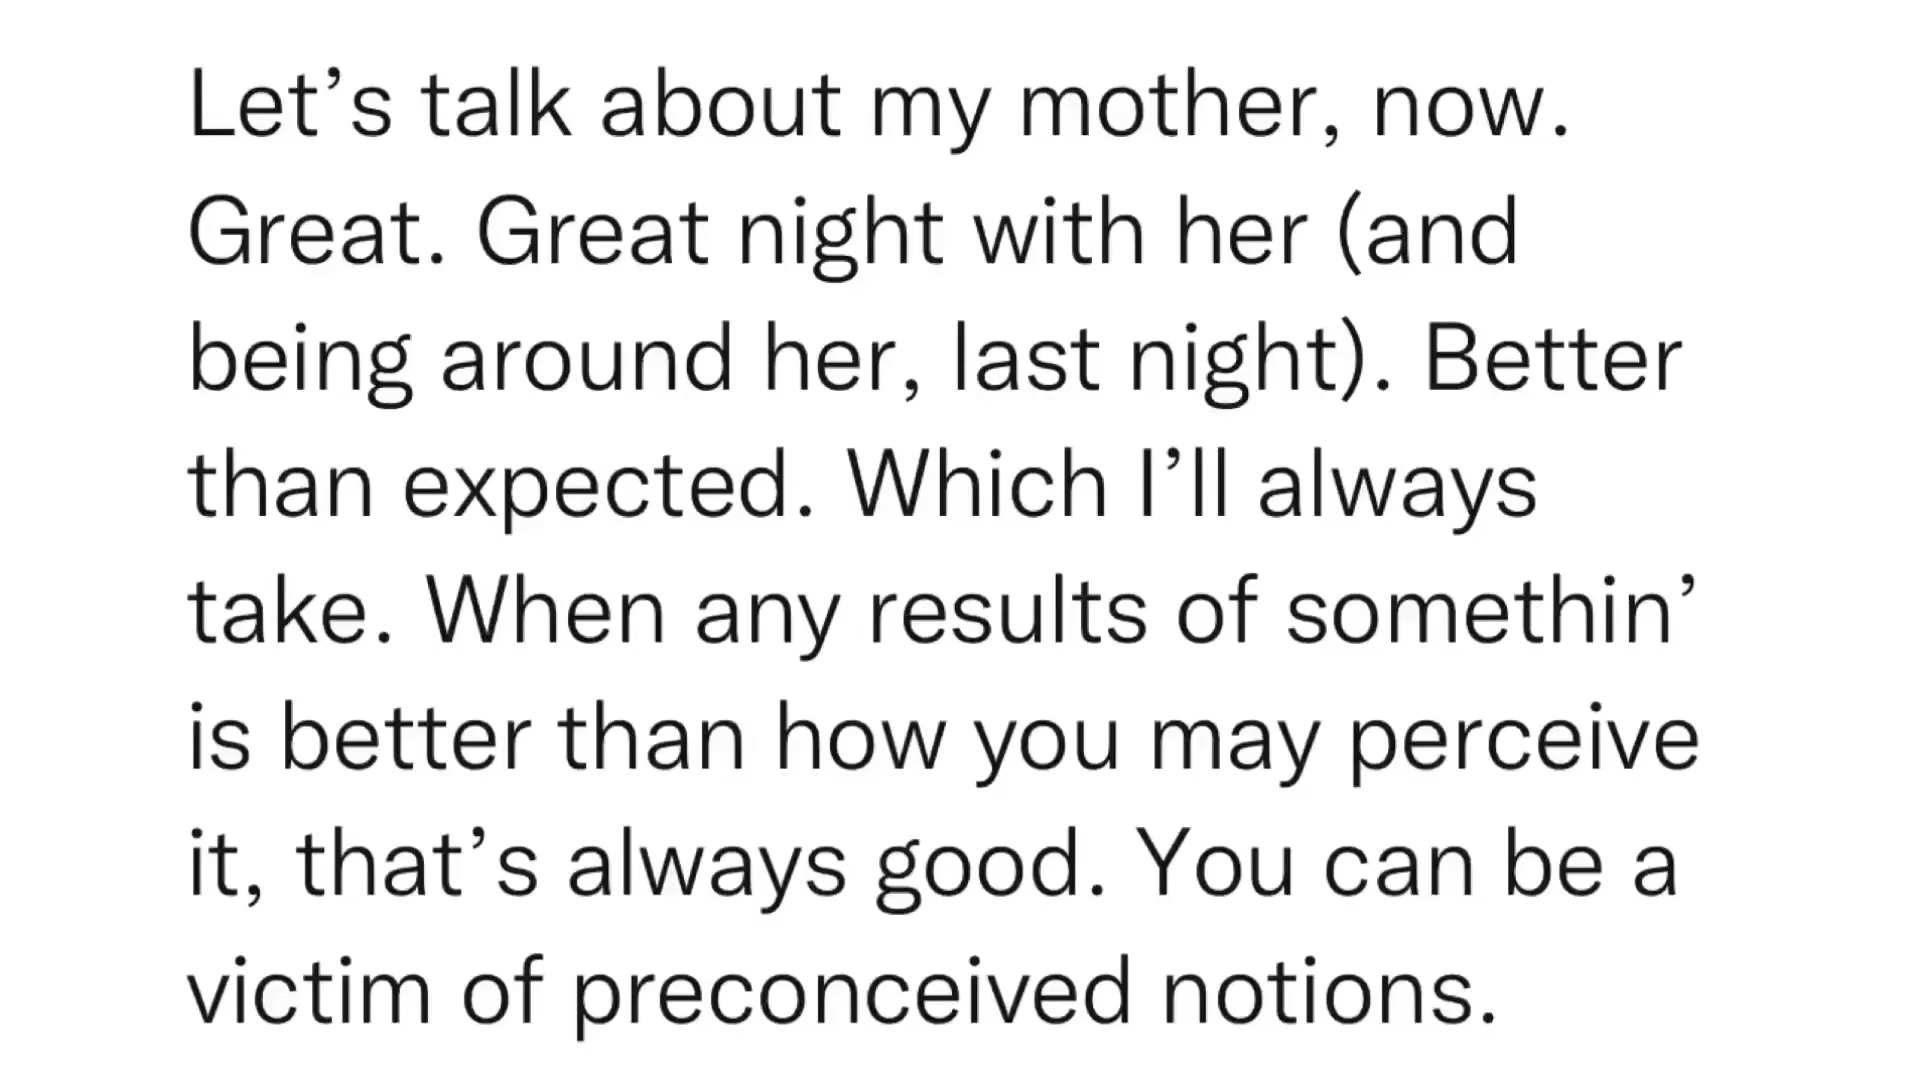 Let’s talk about my mother, now.
Great. Great night with her (and
being around her, last night). Better
than expected. Which I’ll always
take. When any results of somethin’
is better than how you may perceive
it, that’s always good. You can be a
victim of preconceived notions.